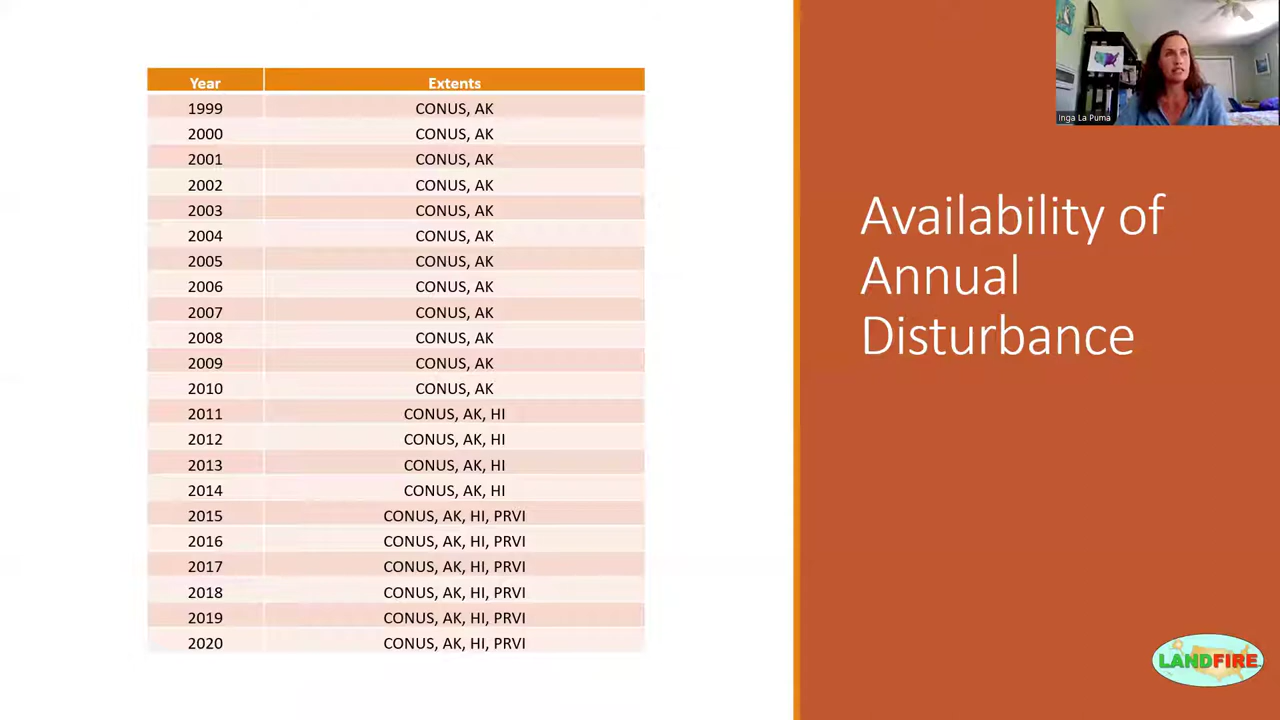 Year Extents
1999 CONUS, AK
2000 CONUS, AK
2001 CONUS, AK
2002 CONUS, AK
2003 CONUS, AK
2004 CONUS, AK
2005 CONUS, AK
2006 CONUS, AK
2007 CONUS, AK
2008 CONUS, AK
2009 CONUS, AK
2010 CONUS, AK
2011 CONUS, AK, HI
2012 CONUS, AK, HI
2013 CONUS, AK, HI
2014 CONUS, AK, HI
2015 CONUS, AK, HI, PRVI
2016 CONUS, AK, HI, PRVI
2017 CONUS, AK, HI, PRVI
2018 CONUS, AK, HI, PRVI
2019 CONUS, AK, HI, PRVI
2020 CONUS, AK, HI, PRVI
Inga La Puma
Availability of
Annual
Disturbance
LANDFIRE